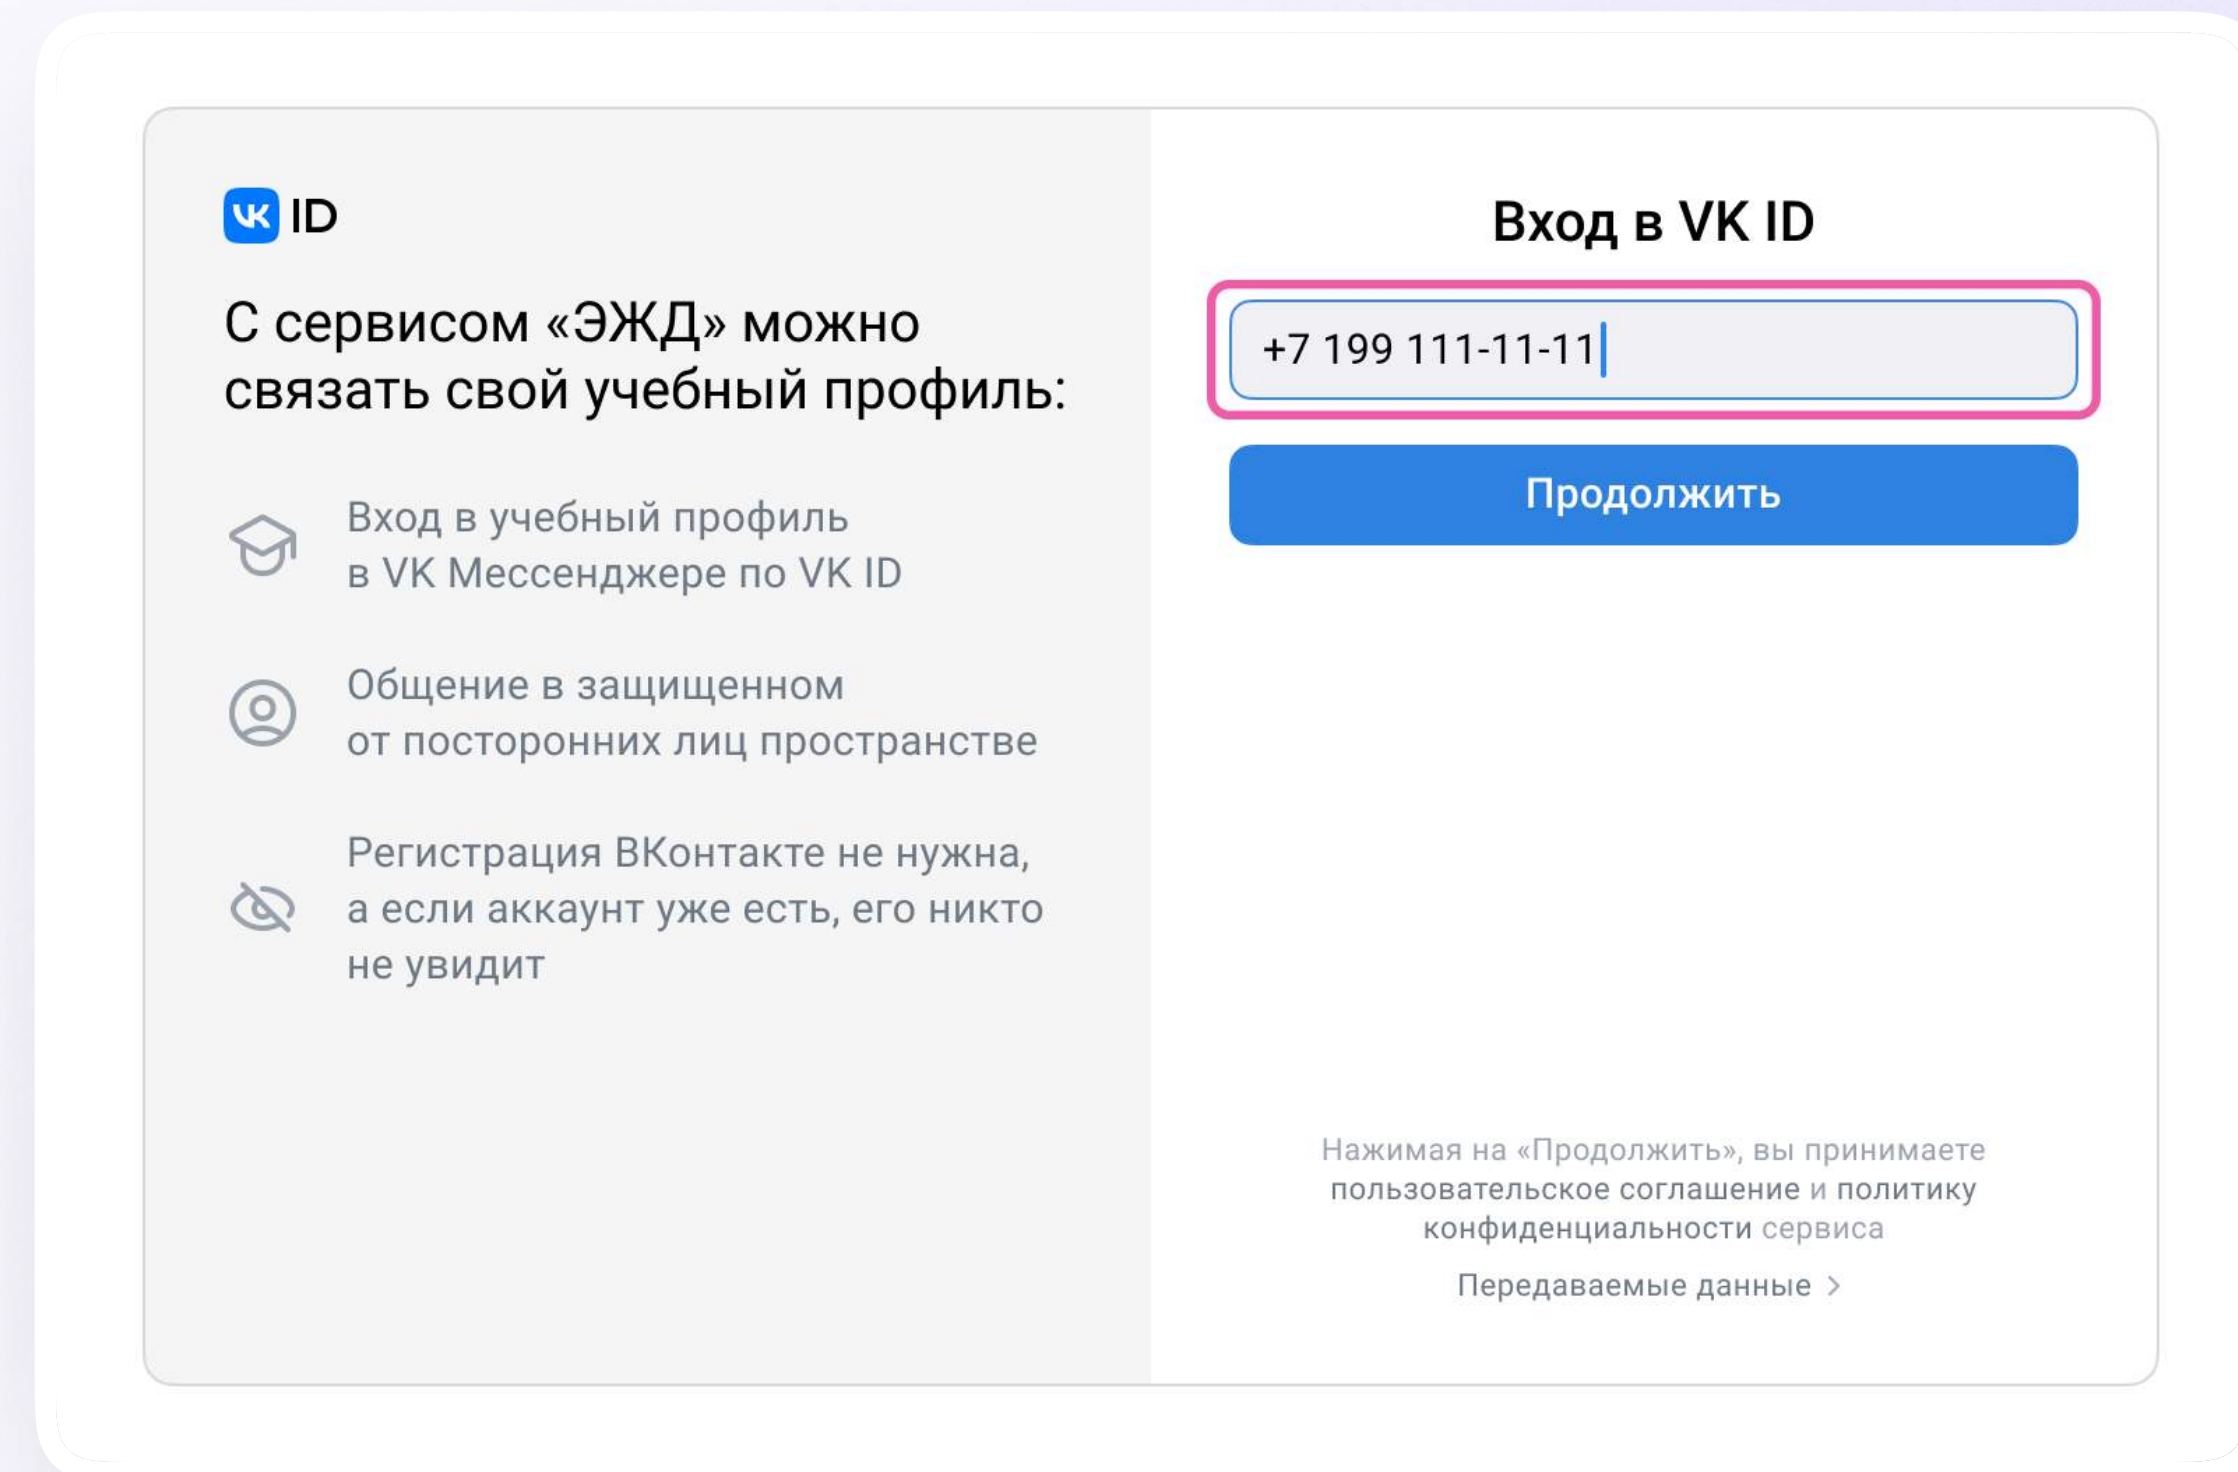 VK ID
С сервисом «ЭЖД» можно
связать свой учебный профиль:
Вход в учебный профиль
в VK Мессенджере по VK ID
Общение в защищенном
от посторонних лиц пространстве
Регистрация ВКонтакте не нужна,
а если аккаунт уже есть, его никто
не увидит
Вход в VK ID
+7 199 111-11-11
Продолжить
Нажимая на «Продолжить», вы принимаете
пользовательское соглашение и политику
конфиденциальности сервиса
Передаваемые данные >